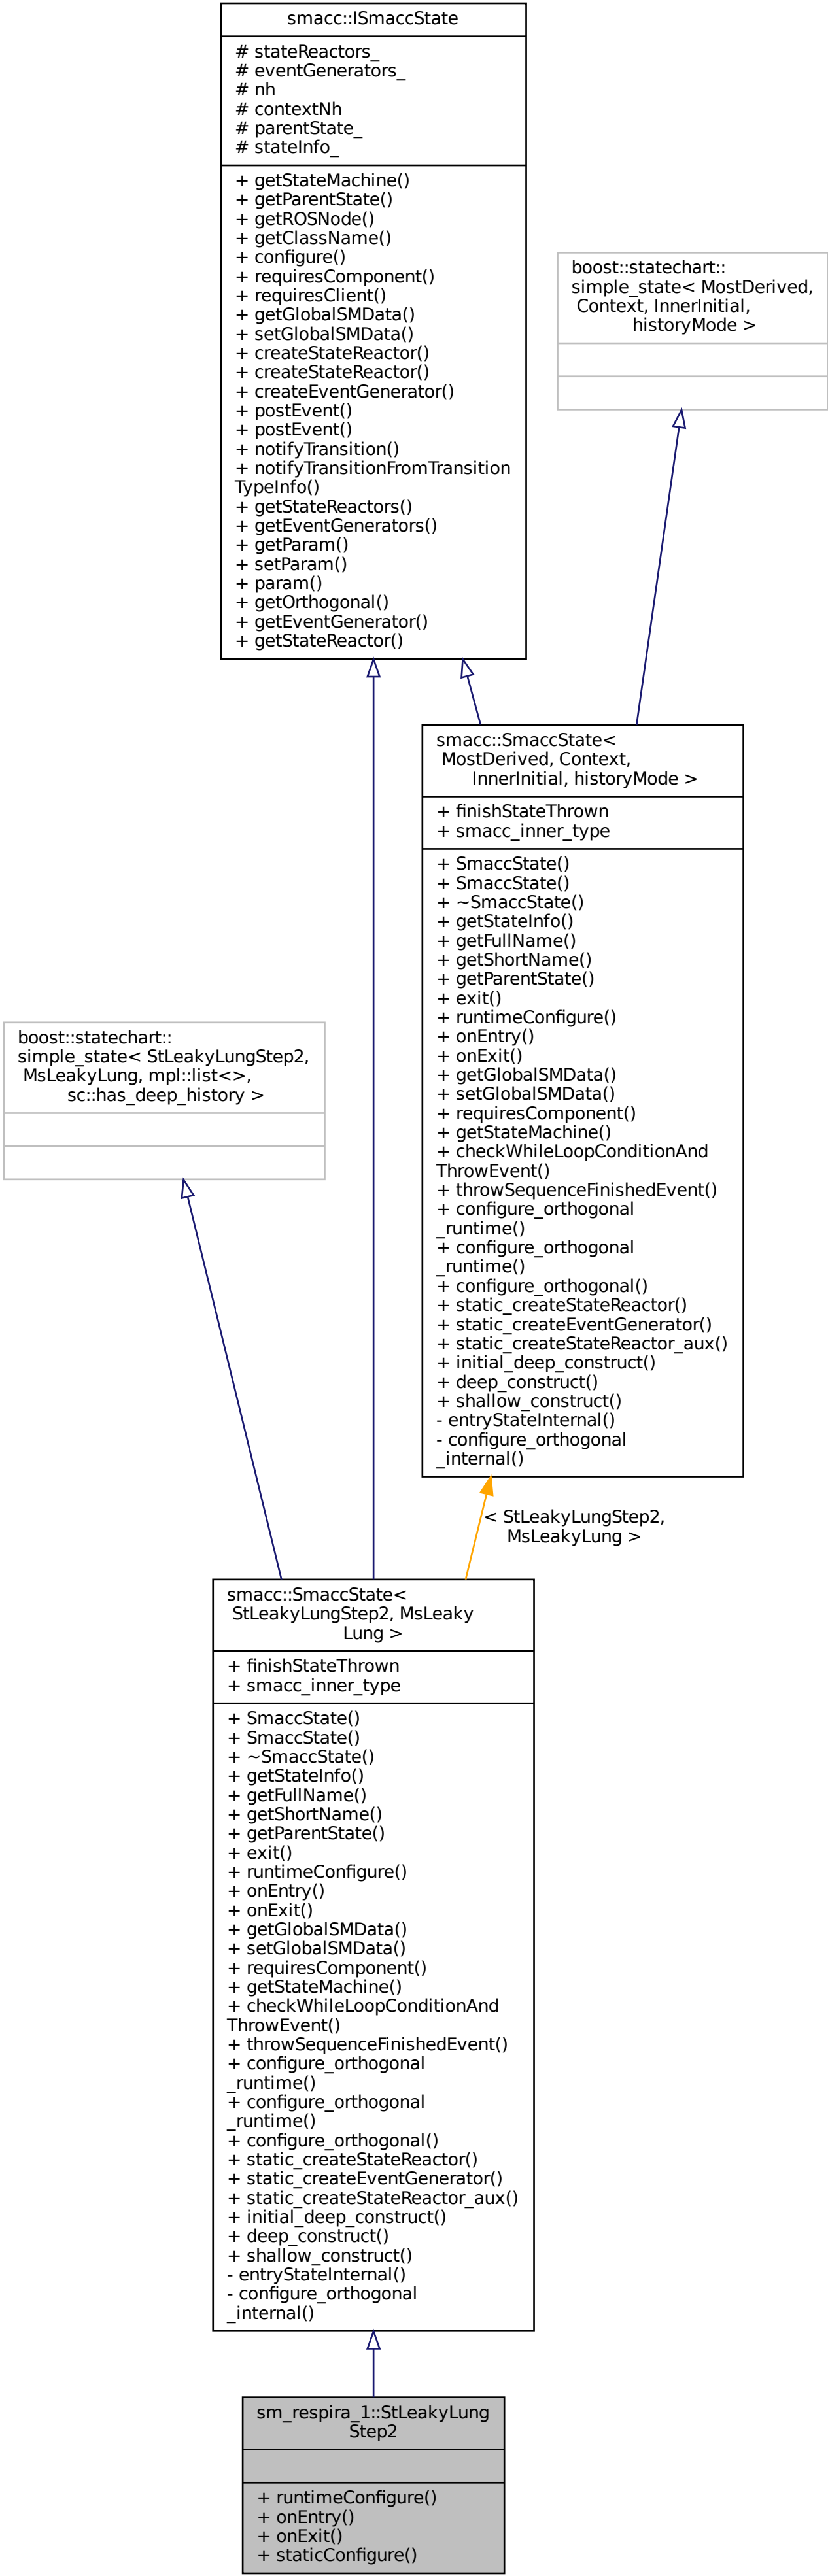 smacc::ISmaccState
# stateReactors_
# eventGenerators_
# nh
# contextNh
# parentState_
# stateInfo_
+ getStateMachine()
+ getParentState()
+ getROSNode()
+ getClassName()
+ configure()
+ requiresComponent()
+ requiresClient()
+ getGlobalSMData()
+ setGlobalSMData()
+ createStateReactor()
+ createStateReactor()
+ createEventGenerator()
+ postEvent()
+ postEvent()
+ notifyTransition()
+ notifyTransitionFromTransition
TypeInfo()
+ getStateReactors()
+ getEventGenerators()
+ getParam()
+ setParam()
+ param()
+ getOrthogonal()
+ getEventGenerator()
+ getStateReactor()
boost::statechart::
simple_state< MostDerived,
Context, InnerInitial,
historyMode >
smacc::SmaccState<
MostDerived, Context,
InnerInitial, historyMode >
+ finishStateThrown
+ smacc_inner_type
+ SmaccState()
+ SmaccState()
+ ~SmaccState()
+ getStateInfo()
+ getFullName()
+ getShortName()
+ getParentState()
+ exit()
+ runtimeConfigure()
+ onEntry()
+ onExit()
+ getGlobalSMData()
+ setGlobalSMData()
+ requiresComponent()
+ getStateMachine()
+ checkWhileLoopConditionAnd
ThrowEvent()
+ throwSequenceFinishedEvent()
+ configure_orthogonal
_runtime()
+ configure_orthogonal
_runtime()
+ configure_orthogonal()
+ static_createStateReactor()
+ static_createEventGenerator()
+ static_createStateReactor_aux()
+ initial_deep_construct()
+ deep_construct()
+ shallow_construct()
- entryStateInternal()
- configure_orthogonal
_internal()
boost::statechart::
simple_state< StLeakyLungStep2,
MsLeakyLung, mpl::list<>,
sc::has_deep_history >
< StLeakyLungStep2,
MsLeakyLung >
smacc::SmaccState<
StLeakyLungStep2, MsLeaky
Lung >
+ finishStateThrown
+ smacc_inner_type
+ SmaccState()
+ SmaccState()
+ ~SmaccState()
+ getStateInfo()
+ getFullName()
+ getShortName()
+ getParentState()
+ exit()
+ runtimeConfigure()
+ onEntry()
+ onExit()
+ getGlobalSMData()
+ setGlobalSMData()
+ requiresComponent()
+ getStateMachine()
+ checkWhileLoopConditionAnd
ThrowEvent()
+ throwSequenceFinishedEvent()
+ configure_orthogonal
_runtime()
+ configure_orthogonal
_runtime()
+ configure_orthogonal()
+ static_createStateReactor()
+ static_createEventGenerator()
+ static_createStateReactor_aux()
+ initial_deep_construct()
+ deep_construct()
+ shallow_construct()
- entryStateInternal()
- configure_orthogonal
_internal()
sm_respira_1::StLeakyLung
Step2
+ runtimeConfigure()
+ onEntry()
+ onExit()
+ staticConfigure()